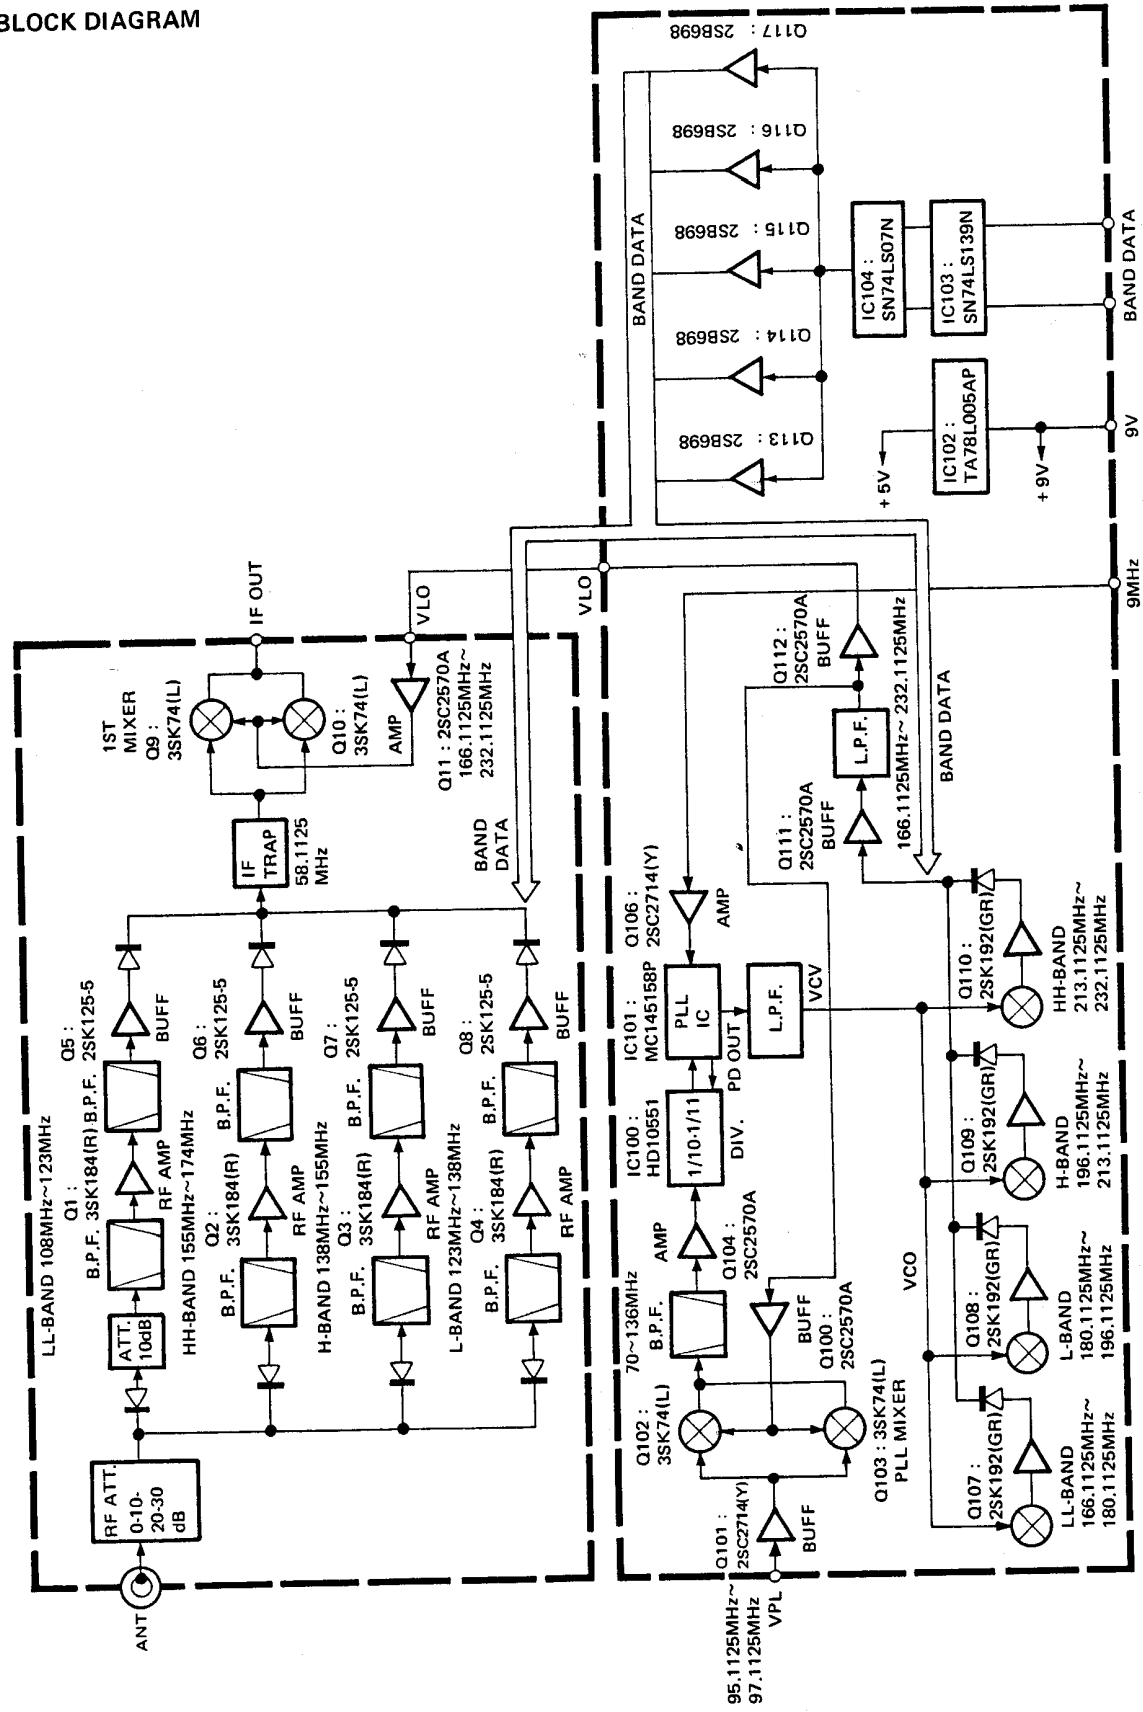 BLOCK DIAGRAM
ANT
RF ATT.
0-10-
20-30
dB
LL-BAND 108MHz~123MHz
ATT.
10dB
B.P.F.
Q1 :
3SK184(R)
RF AMP
B.P.F.
Q5 :
2SK125-5
BUFF
HH-BAND 155MHz~174MHz
B.P.F.
Q2 :
3SK184(R)
RF AMP
B.P.F.
Q6 :
2SK125-5
BUFF
H-BAND 138MHz~155MHz
B.P.F.
Q3 :
3SK184(R)
RF AMP
B.P.F.
Q7 :
2SK125-5
BUFF
L-BAND 123MHz~138MHz
B.P.F.
Q4 :
3SK184(R)
RF AMP
B.P.F.
Q8 :
2SK125-5
BUFF
IF
TRAP
58.1125
MHz
1ST
MIXER
Q9 :
3SK74(L)
Q10 :
3SK74(L)
IF OUT
AMP
Q11 : 2SC2570A
166.1125MHz~
232.1125MHz
VLO
BAND
DATA
VLO
95.1125MHz~
97.1125MHz
VPL
Q101 :
2SC2714(Y)
BUFF
Q102 :
3SK74(L)
Q103 : 3SK74(L)
PLL MIXER
70~136MHz
B.P.F.
BUFF
Q100 :
2SC2570A
AMP
Q104 :
2SC2570A
IC100 :
HD10551
1/10·1/11
DIV.
IC101 :
MC145158P
PLL
IC
PD OUT
L.P.F.
VCV
Q106 :
2SC2714(Y)
AMP
Q111 :
2SC2570A
BUFF
L.P.F.
166.1125MHz~ 232.1125MHz
Q112 :
2SC2570A
BUFF
BAND DATA
VCO
Q107 :
2SK192(GR)
LL-BAND
166.1125MHz~
180.1125MHz
Q108 :
2SK192(GR)
L-BAND
180.1125MHz~
196.1125MHz
Q109 :
2SK192(GR)
H-BAND
196.1125MHz~
213.1125MHz
Q110 :
2SK192(GR)
HH-BAND
213.1125MHz~
232.1125MHz
9MHz
BAND DATA
Q113 : 2SB698
Q114 : 2SB698
Q115 : 2SB698
Q116 : 2SB698
Q117 : 2SB698
+5V
IC102 :
TA78L005AP
+9V
9V
IC104 :
SN74LS07N
IC103 :
SN74LS139N
BAND DATA